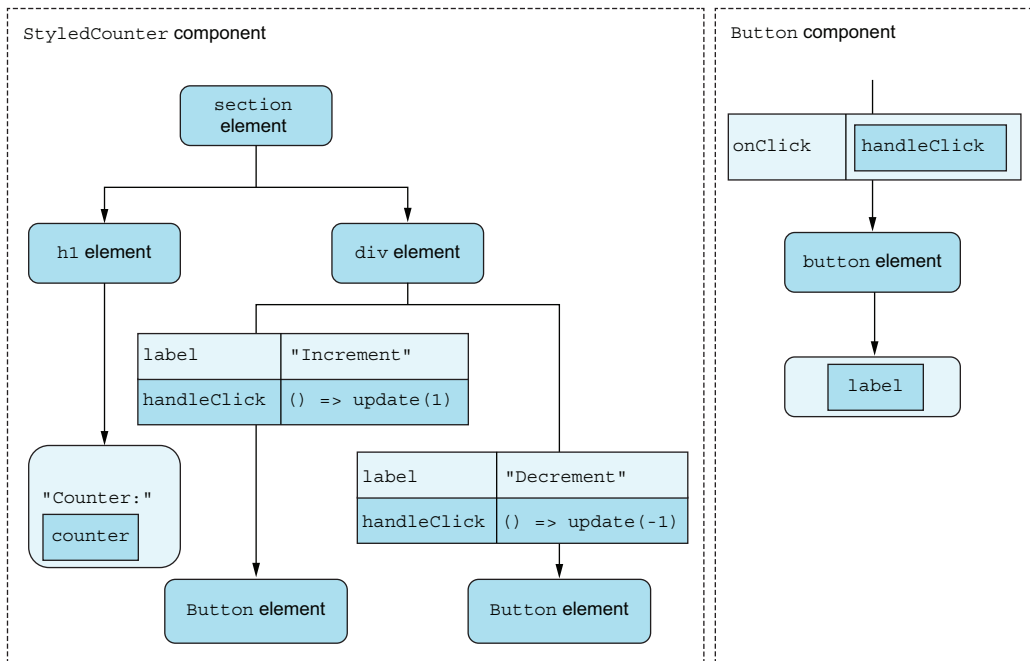 StyledCounter component
section
element
h1 element
div element
label
"Increment"
handleClick
() => update(1)
label
"Decrement"
handleClick
() => update(-1)
"Counter:"
counter
Button element
Button element
Button component
onClick
handleClick
button element
label